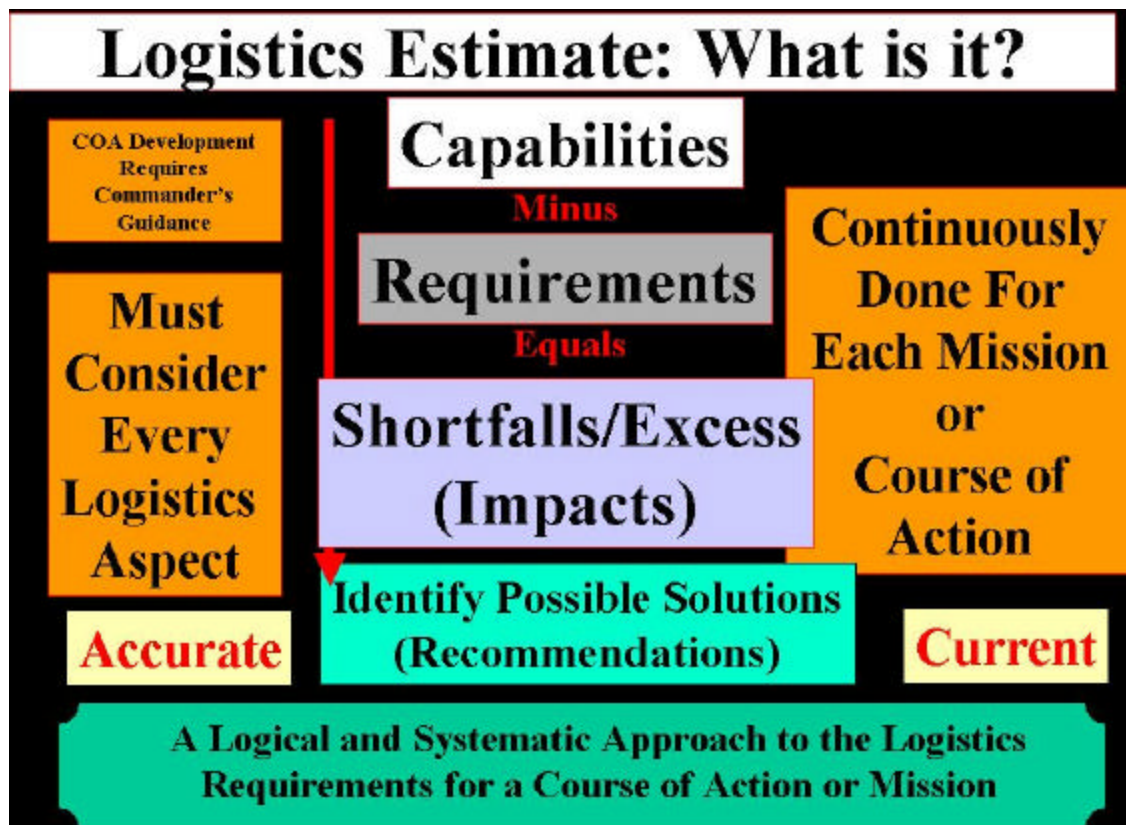 Logistics Estimate: What is it?
COA Development
Requires
Commander's
Guidance
Must
Consider
Every
Logistics
Aspect
Accurate
Capabilities
Minus
Requirements
Equals
Shortfalls/Excess
(Impacts)
Identify Possible Solutions
(Recommendations)
Continuously
Done For
Each Mission
or
Course of
Action
Current
A Logical and Systematic Approach to the Logistics
Requirements for a Course of Action or Mission